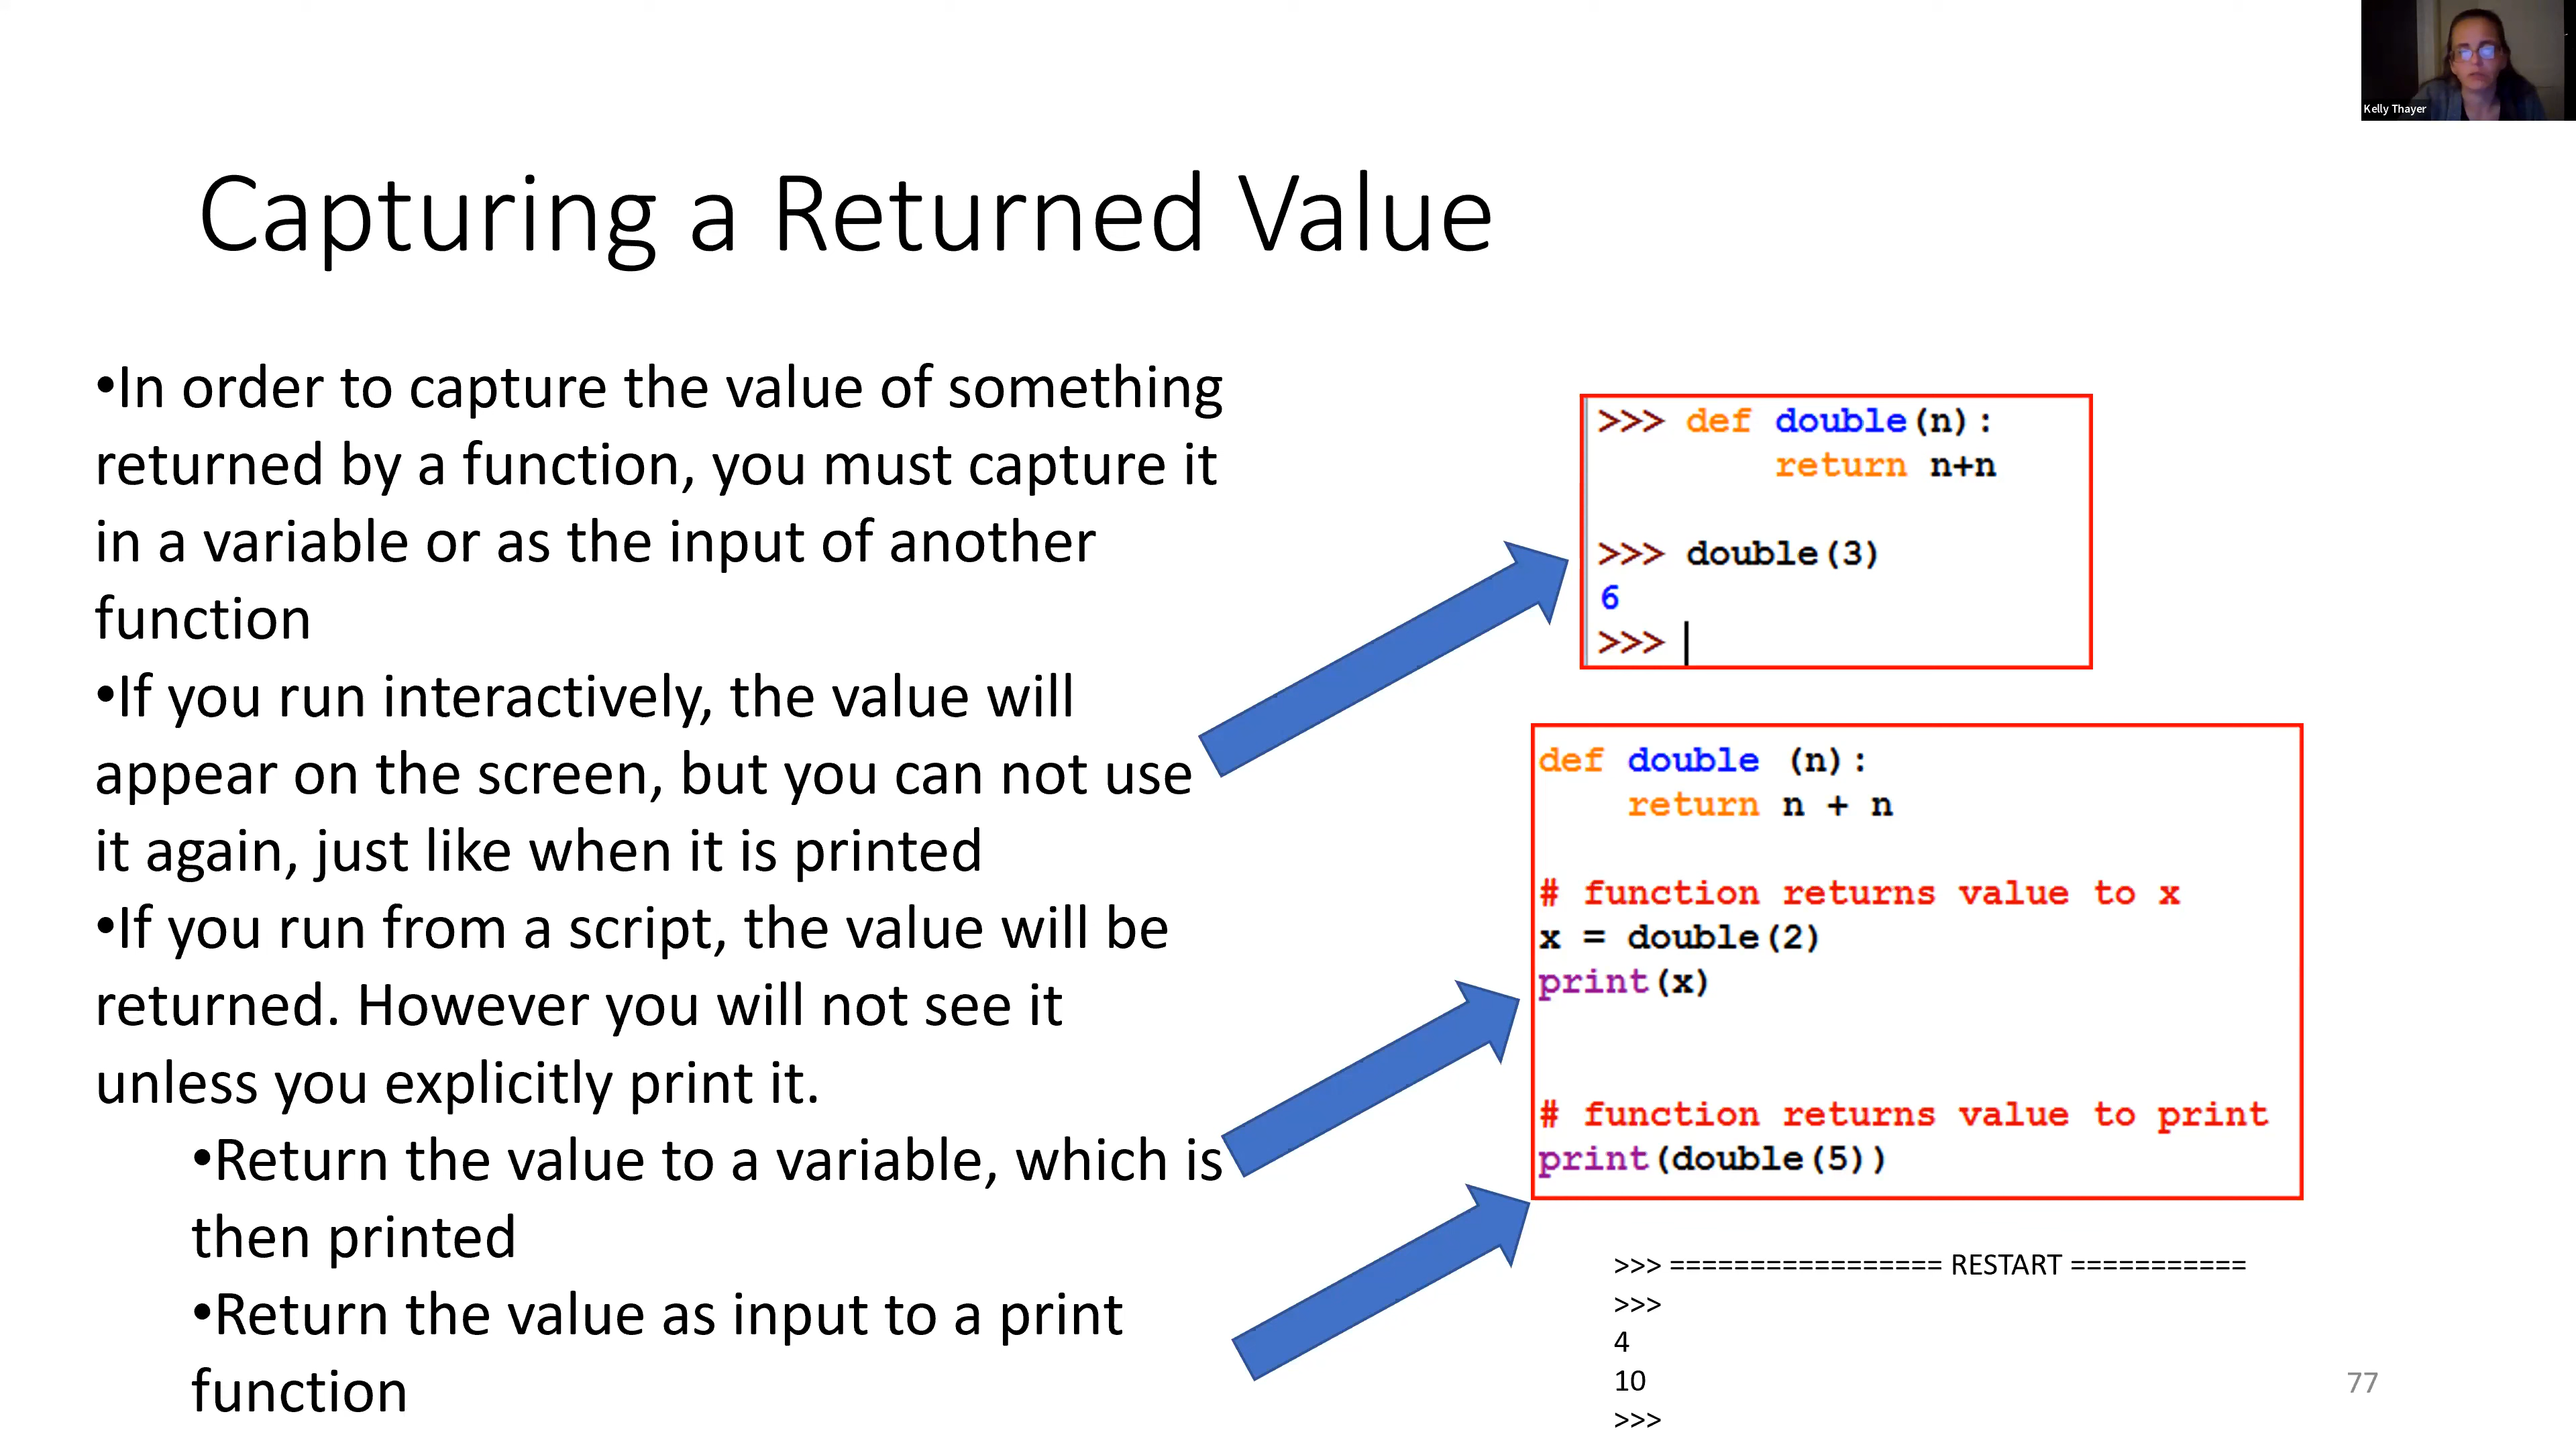 Kelly Thayer
Capturing a Returned Value
•In order to capture the value of something
returned by a function, you must capture it
in a variable or as the input of another
function
•If you run interactively, the value will
appear on the screen, but you can not use
it again, just like when it is printed
•If you run from a script, the value will be
returned. However you will not see it
unless you explicitly print it.
•Return the value to a variable, which is
then printed
•Return the value as input to a print
function
>>> def double(n):
        return n+n
>>> double(3)
6
>>>
def double (n):
    return n + n
# function returns value to x
x = double(2)
print(x)
# function returns value to print
print(double(5))
>>> ================= RESTART ===========
>>>
4
10
>>>
77